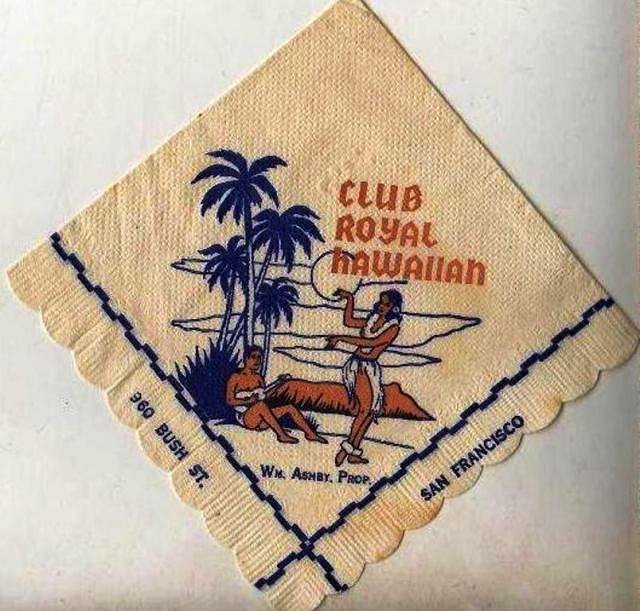 CLUB
ROYAL
hAWAIIAN
Wm. Ashby. Prop.
960 BUSH ST.
SAN FRANCISCO